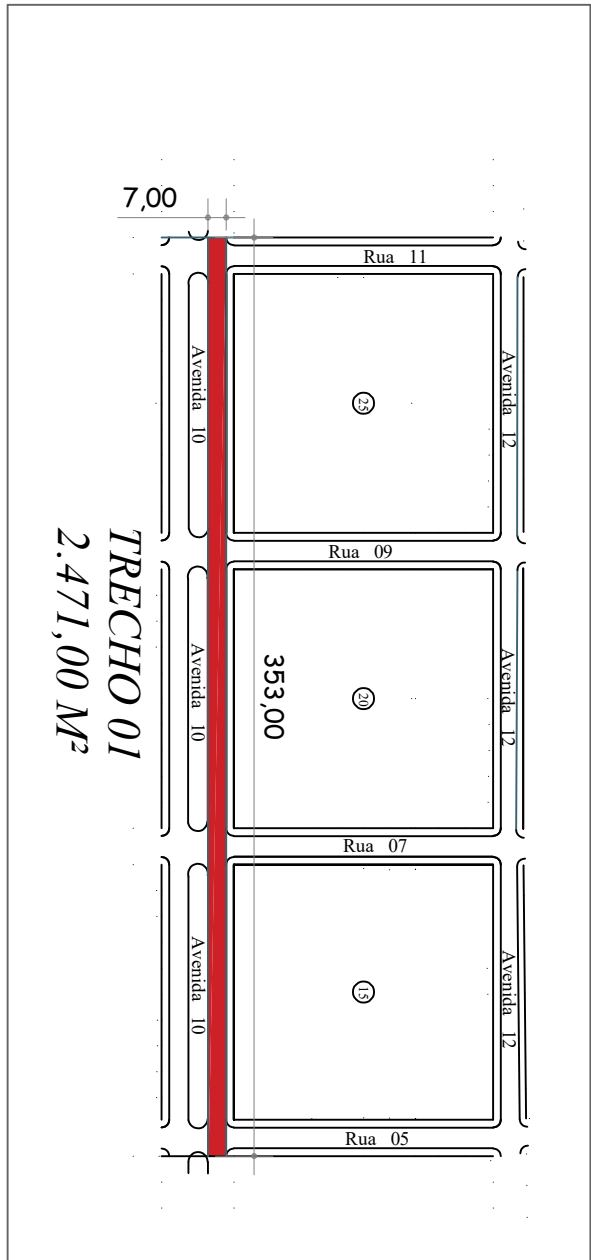 7,00
Rua 11
Avenida 10
25
Avenida 12
Rua 09
TRECHO 01
2.471,00 M²
Avenida 10
353,00
20
Avenida 12
Rua 07
Avenida 10
15
Avenida 12
Rua 05